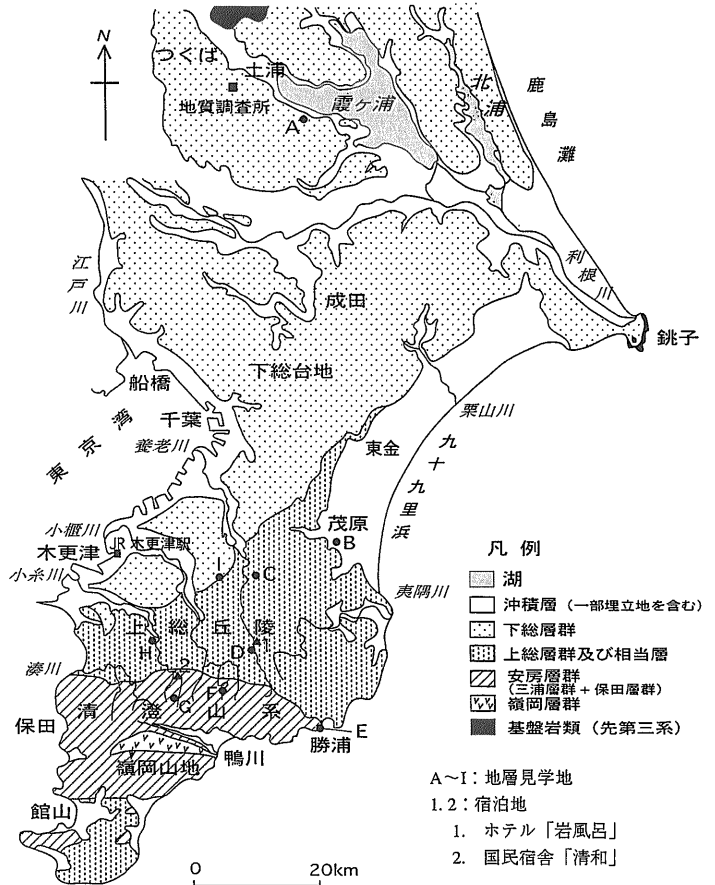 N
つくば
土浦
地質調査所
A
霞ヶ浦
北浦
鹿島灘
江戸川
利根川
成田
銚子
下総台地
船橋
栗山川
千葉
東京湾
養老川
東金
九十九里浜
茂原
B
小櫃川
JR 木更津駅
木更津
小糸川
I
C
夷隅川
上総丘陵
H
D
1
湊川
2
F
G
清澄山系
保田
E
勝浦
鴨川
嶺岡山地
館山
凡例
湖
沖積層 (一部埋立地を含む)
下総層群
上総層群及び相当層
安房層群
(三浦層群+保田層群)
嶺岡層群
基盤岩類 (先第三系)
A~I:地層見学地
1. 2:宿泊地
1. ホテル「岩風呂」
2. 国民宿舎「清和」
0 20km